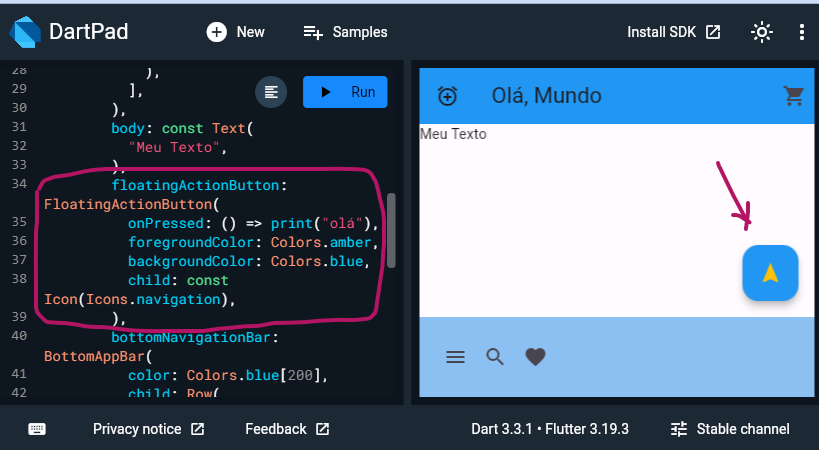 DartPad
New
Samples
Install SDK
28 ),
29 ],
30 ),
31 body: const Text(
32 "Meu Texto",
33 ),
34 floatingActionButton:
FloatingActionButton(
35 onPressed: () => print("olá"),
36 foregroundColor: Colors.amber,
37 backgroundColor: Colors.blue,
38 child: const
Icon(Icons.navigation),
39 ),
40 bottomNavigationBar:
BottomAppBar(
41 color: Colors.blue[200],
42 child: Row(
Run
Olá, Mundo
Meu Texto
Privacy notice
Feedback
Dart 3.3.1 • Flutter 3.19.3
Stable channel